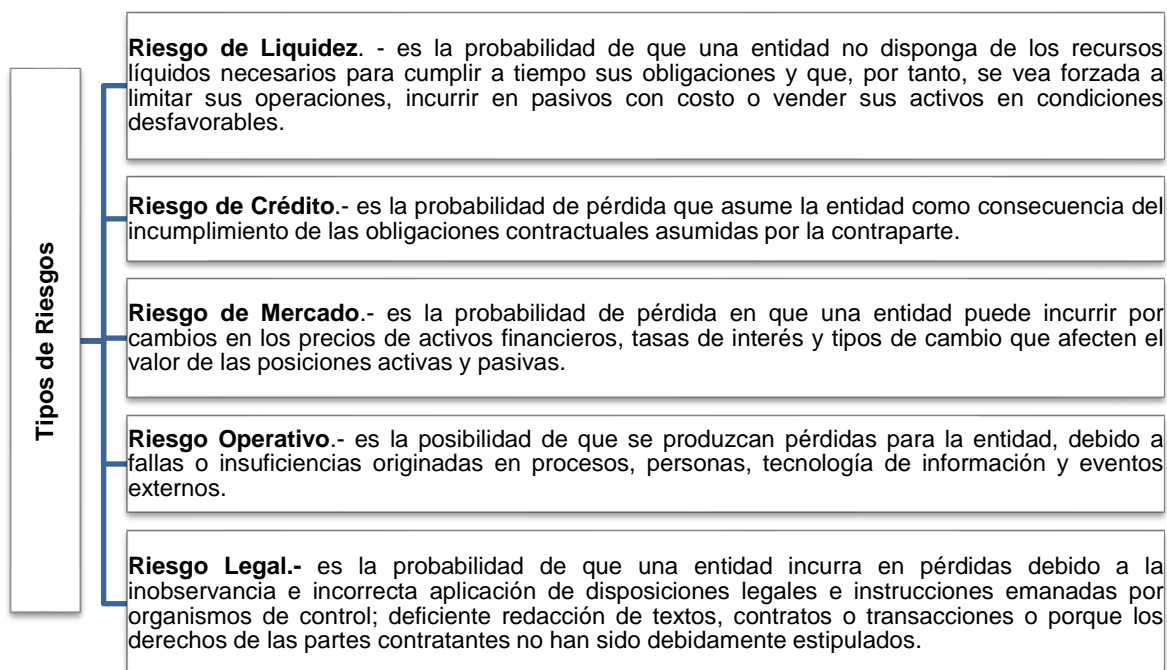 Tipos de Riesgos
Riesgo de Liquidez. - es la probabilidad de que una entidad no disponga de los recursos
líquidos necesarios para cumplir a tiempo sus obligaciones y que, por tanto, se vea forzada a
limitar sus operaciones, incurrir en pasivos con costo o vender sus activos en condiciones
desfavorables.
Riesgo de Crédito.- es la probabilidad de pérdida que asume la entidad como consecuencia del
incumplimiento de las obligaciones contractuales asumidas por la contraparte.
Riesgo de Mercado.- es la probabilidad de pérdida en que una entidad puede incurrir por
cambios en los precios de activos financieros, tasas de interés y tipos de cambio que afecten el
valor de las posiciones activas y pasivas.
Riesgo Operativo.- es la posibilidad de que se produzcan pérdidas para la entidad, debido a
fallas o insuficiencias originadas en procesos, personas, tecnología de información y eventos
externos.
Riesgo Legal.- es la probabilidad de que una entidad incurra en pérdidas debido a la
inobservancia e incorrecta aplicación de disposiciones legales e instrucciones emanadas por
organismos de control; deficiente redacción de textos, contratos o transacciones o porque los
derechos de las partes contratantes no han sido debidamente estipulados.